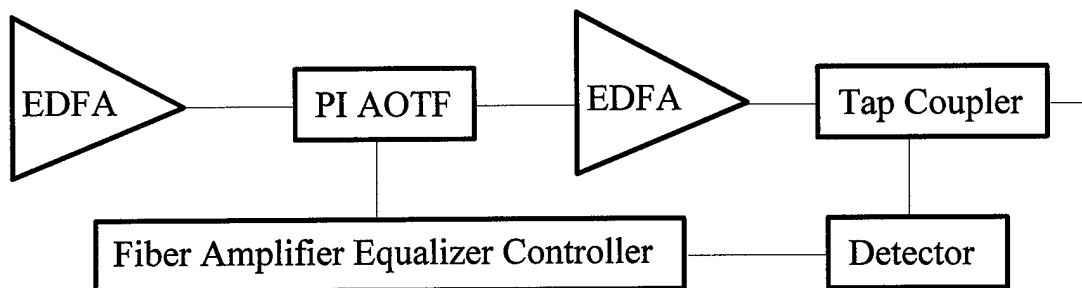 EDFA
PI AOTF
EDFA
Tap Coupler
Fiber Amplifier Equalizer Controller
Detector